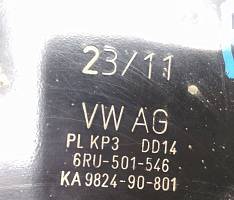 23/11
VW AG
PL KP3 DD14
6RU-501-546
KA 9824-90-801